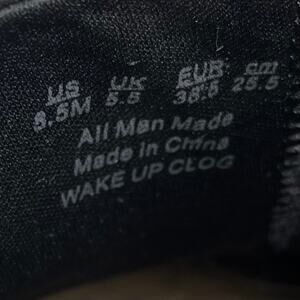 US UK EUR cm
8.5M 5.5 38.5 25.5
All Man Made
Made in China
WAKE UP CLOG